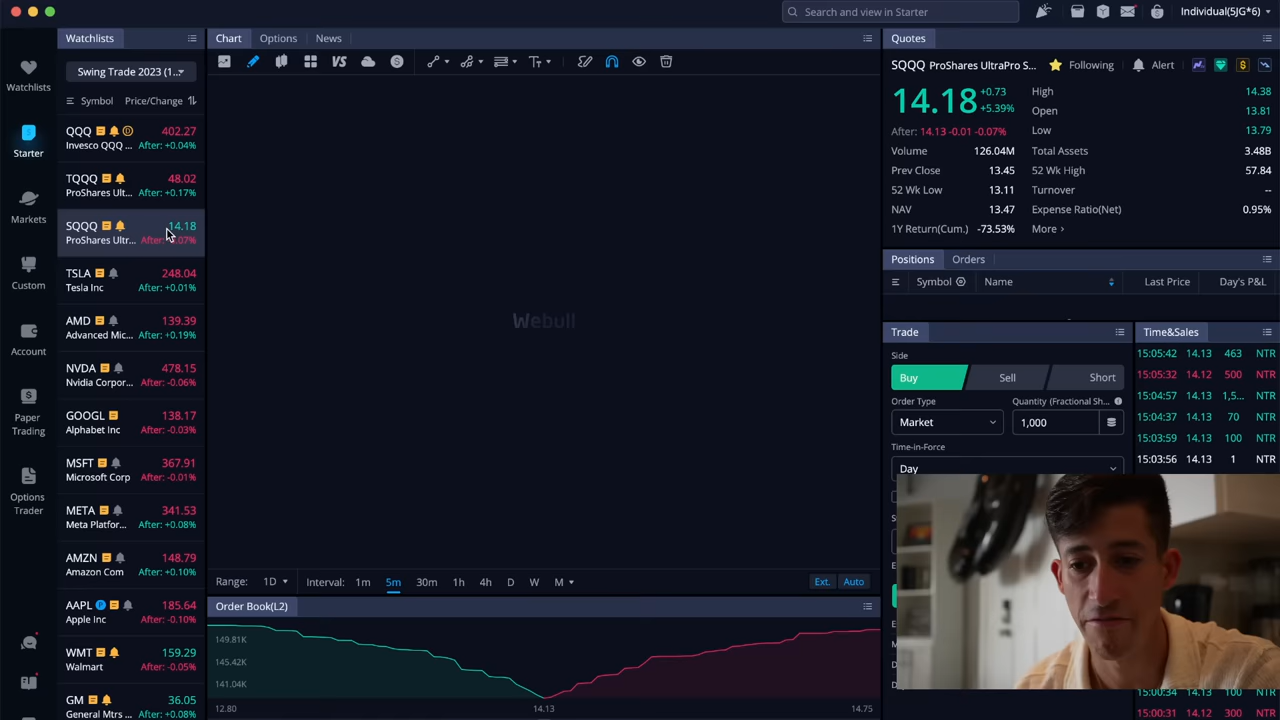 Search and view in Starter
Individual(5JG*6)
Watchlists
Chart
Options
News
Quotes
Watchlists
Starter
Markets
Custom
Account
Paper
Trading
Options
Trader
Swing Trade 2023 (1...
Symbol
Price/Change
QQQ
402.27
Invesco QQQ ...
After: +0.04%
TQQQ
48.02
ProShares Ult...
After: +0.17%
SQQQ
14.18
ProShares Ultr...
TSLA
248.04
Tesla Inc
After: +0.01%
AMD
139.39
Advanced Mic...
After: +0.19%
NVDA
478.15
Nvidia Corpor...
After: -0.06%
GOOGL
138.17
Alphabet Inc
After: -0.03%
MSFT
367.91
Microsoft Corp
After: -0.01%
META
341.53
Meta Platfor...
After: +0.08%
AMZN
148.79
Amazon Com
After: +0.10%
AAPL
185.64
Apple Inc
After: -0.10%
WMT
159.29
Walmart
After: -0.05%
GM
36.05
General Mtrs ...
After: +0.08%
VS
Webull
Range: 1D
Interval: 1m 5m 30m 1h 4h D W M
Ext.
Auto
Order Book(L2)
149.81K
145.42K
141.04K
12.80
14.13
14.75
SQQQ ProShares UltraPro S...
Following
Alert
14.18
+0.73
+5.39%
After: 14.13 -0.01 -0.07%
High 14.38
Open 13.81
Low 13.79
Volume 126.04M
Total Assets 3.48B
Prev Close 13.45
52 Wk High 57.84
52 Wk Low 13.11
Turnover --
NAV 13.47
Expense Ratio(Net) 0.95%
1Y Return(Cum.) -73.53%
More
Positions
Orders
Symbol
Name
Last Price
Day's P&L
Trade
Side
Buy
Sell
Short
Order Type
Quantity (Fractional Sh...
Market
1,000
Time-in-Force
Day
Time&Sales
15:05:42 14.13 463 NTR
15:05:32 14.12 500 NTR
15:04:57 14.13 1,5... NTR
15:04:37 14.13 70 NTR
15:03:59 14.13 100 NTR
15:03:56 14.13 1 NTR
15:00:34 14.13 100 NTR
15:00:31 14.12 300 NTR